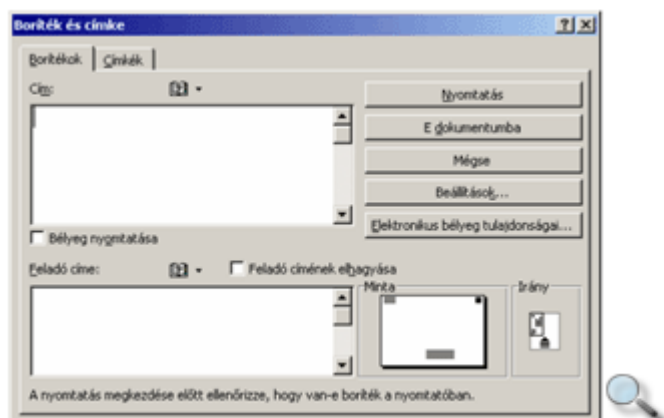 Boríték és címke
Borítékok Címkék
Cím:
Nyomtatás
E dokumentumba
Mégse
Beállítások...
Bélyeg nyomtatása
Elektronikus bélyeg tulajdonságai...
Feladó címe:
Feladó címének elhagyása
Minta
Irány
A nyomtatás megkezdése előtt ellenőrizze, hogy van-e boríték a nyomtatóban.